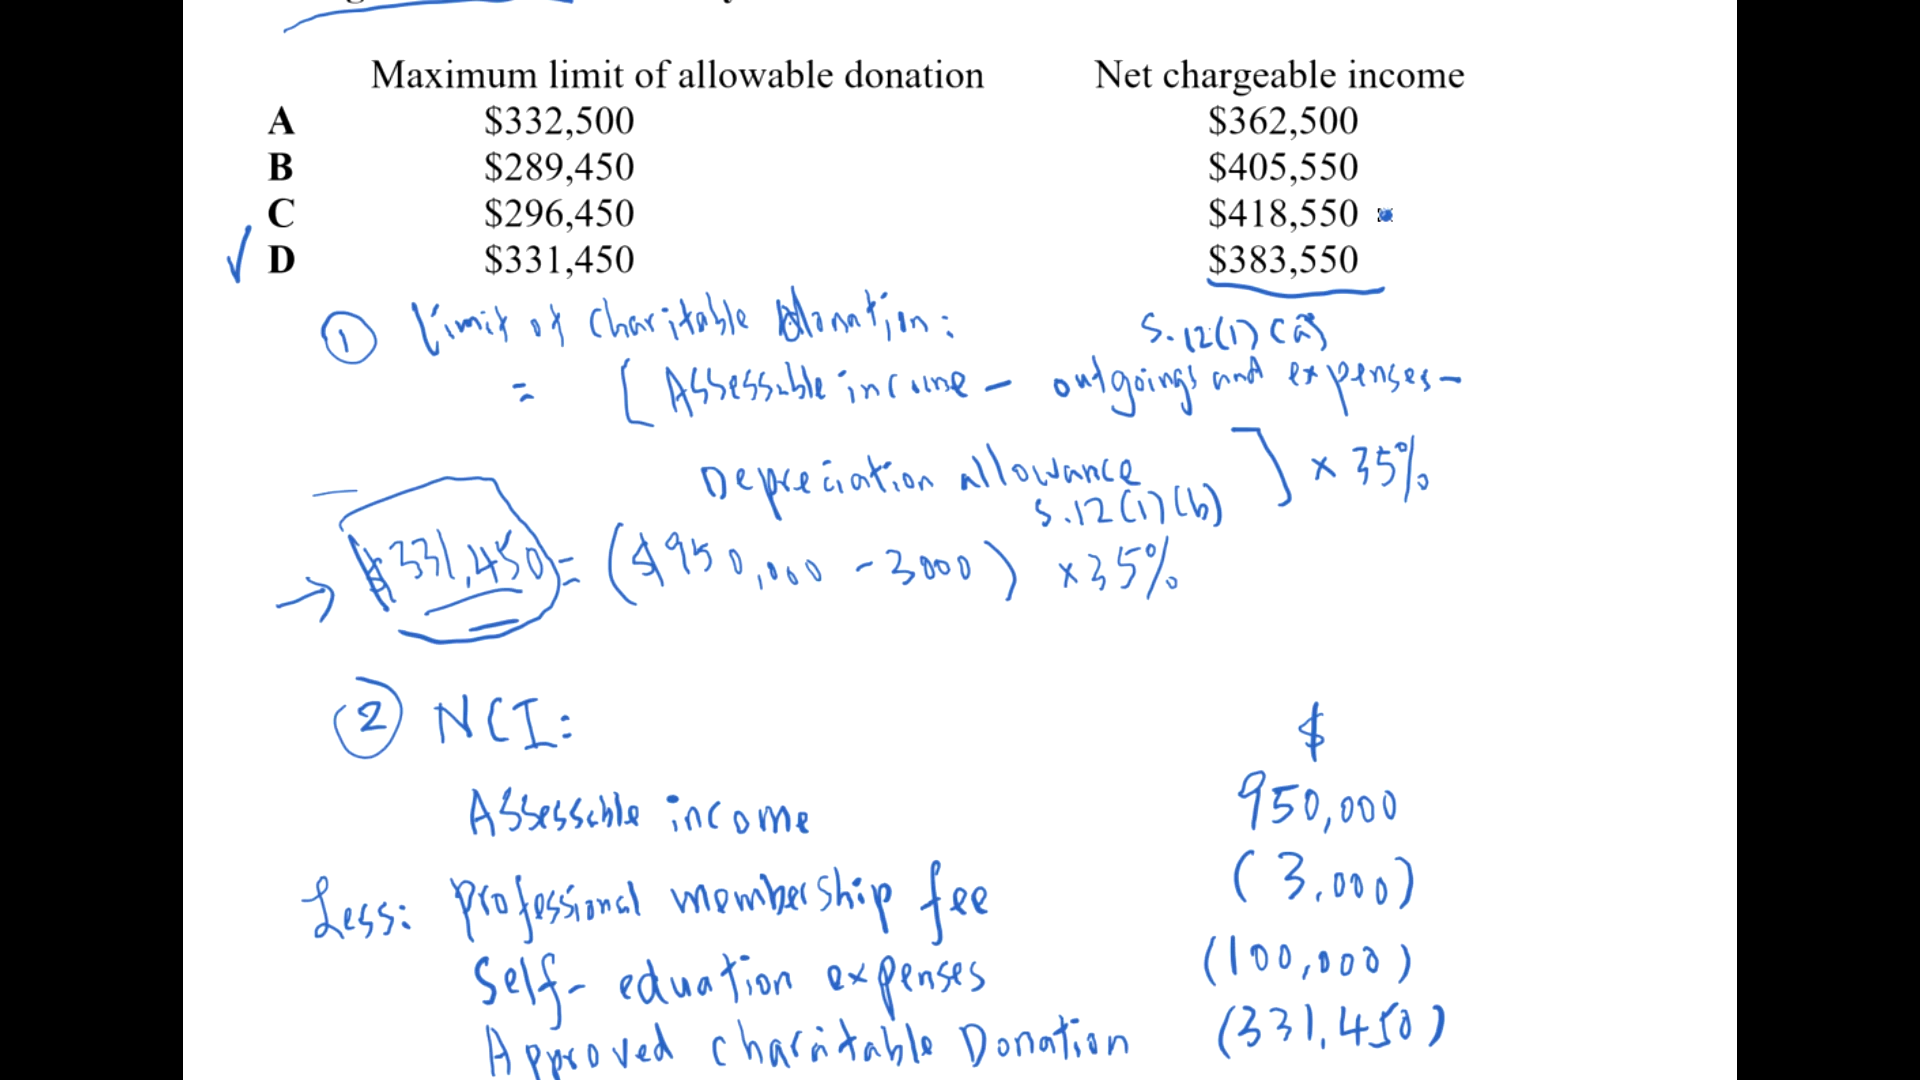 Maximum limit of allowable donation Net chargeable income
A $332,500 $362,500
B $289,450 $405,550
C $296,450 $418,550
D $331,450 $383,550
① Limit of charitable Donation:
S.12(1)(a)
= [Assessable income - outgoings and expenses -
Depreciation allowance ] x 35%
S.12(1)(b)
$331,450 = ($950,000 - 3000) x 35%
② NCI: $
Assessable income 950,000
Less: professional membership fee (3,000)
Self-eduation expenses (100,000)
Approved charitable Donation (331,450)